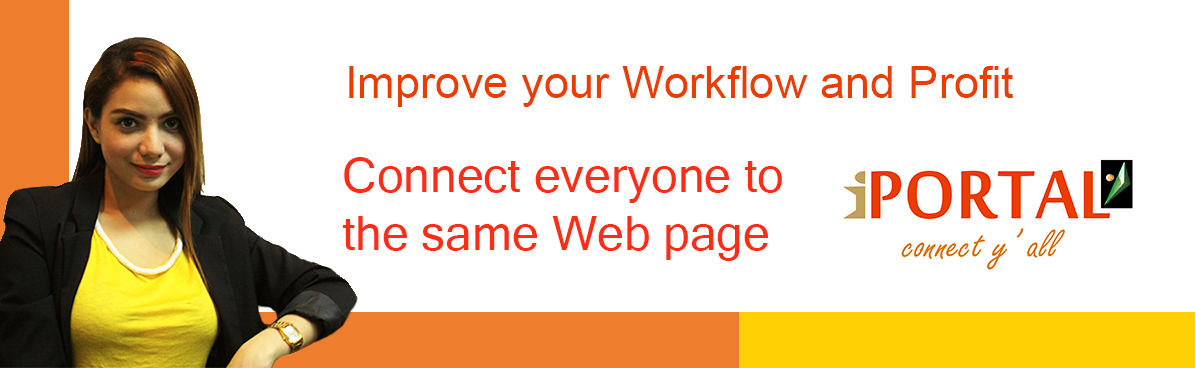 Improve your Workflow and Profit
Connect everyone to
the same Web page
iPORTAL
connect y' all